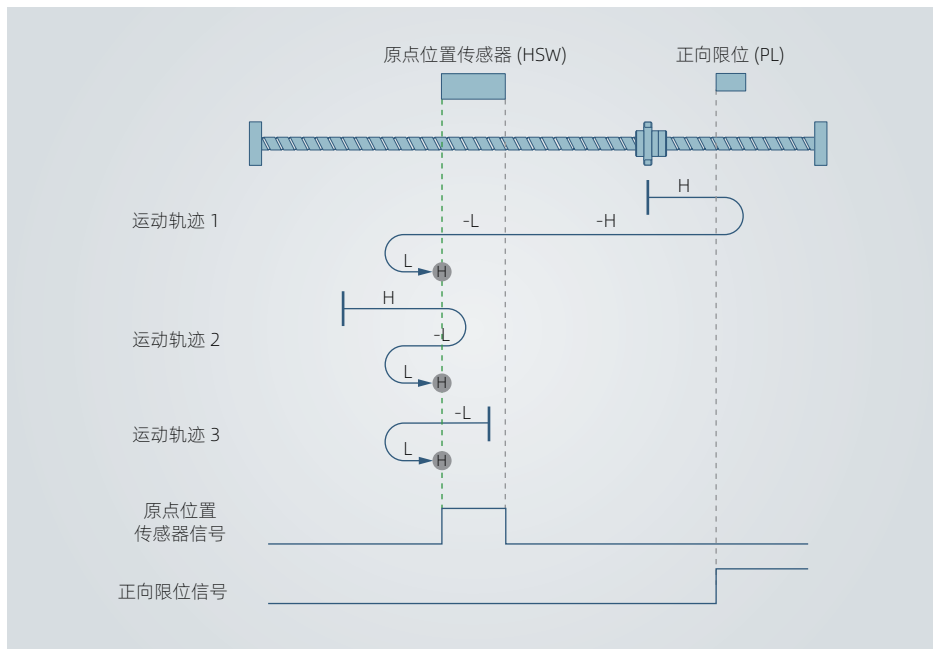 原点位置传感器 (HSW)
正向限位 (PL)
H
运动轨迹 1
-L
-H
L
H
H
运动轨迹 2
-L
L
H
-L
运动轨迹 3
L
H
原点位置
传感器信号
正向限位信号